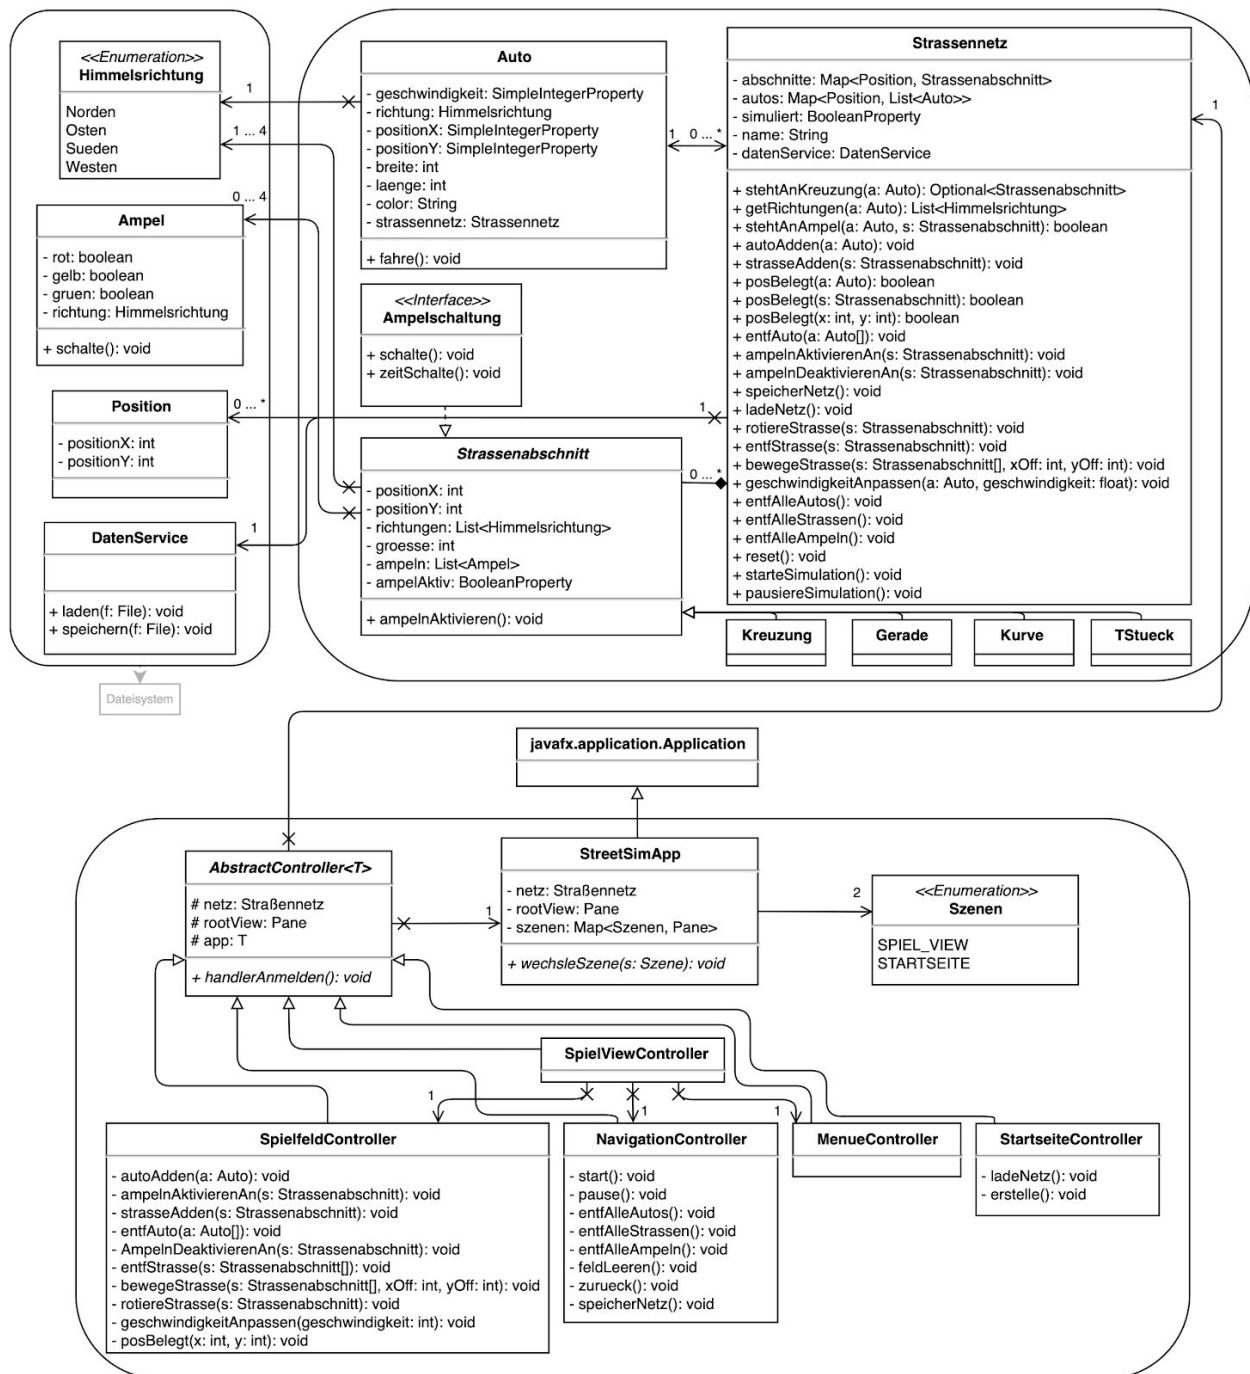 <<Enumeration>>
Himmelsrichtung
Norden
Osten
Sueden
Westen
1
1 ... 4
0 ... 4
Ampel
- rot: boolean
- gelb: boolean
- gruen: boolean
- richtung: Himmelsrichtung
+ schalte(): void
Position
- positionX: int
- positionY: int
0 ... *
1
DatenService
+ laden(f: File): void
+ speichern(f: File): void
1
Dateisystem
Auto
- geschwindigkeit: SimpleIntegerProperty
- richtung: Himmelsrichtung
- positionX: SimpleIntegerProperty
- positionY: SimpleIntegerProperty
- breite: int
- laenge: int
- color: String
- strassennetz: Strassennetz
+ fahre(): void
1
0 ... *
<<Interface>>
Ampelschaltung
+ schalte(): void
+ zeitSchalte(): void
Strassenabschnitt
- positionX: int
- positionY: int
- richtungen: List<Himmelsrichtung>
- groesse: int
- ampeln: List<Ampel>
- ampelAktiv: BooleanProperty
+ ampelnAktivieren(): void
0 ... *
Strassennetz
- abschnitte: Map<Position, Strassenabschnitt>
- autos: Map<Position, List<Auto>>
- simuliert: BooleanProperty
- name: String
- datenService: DatenService
+ stehtAnKreuzung(a: Auto): Optional<Strassenabschnitt>
+ getRichtungen(a: Auto): List<Himmelsrichtung>
+ stehtAnAmpel(a: Auto, s: Strassenabschnitt): boolean
+ autoAdden(a: Auto): void
+ strasseAdden(s: Strassenabschnitt): void
+ posBelegt(a: Auto): boolean
+ posBelegt(s: Strassenabschnitt): boolean
+ posBelegt(x: int, y: int): boolean
+ entfAuto(a: Auto[]): void
+ ampelnAktivierenAn(s: Strassenabschnitt): void
+ ampelnDeaktivierenAn(s: Strassenabschnitt): void
+ speicherNetz(): void
+ ladeNetz(): void
+ rotiereStrasse(s: Strassenabschnitt): void
+ entfStrasse(s: Strassenabschnitt): void
+ bewegeStrasse(s: Strassenabschnitt[], xOff: int, yOff: int): void
+ geschwindigkeitAnpassen(a: Auto, geschwindigkeit: float): void
+ entfAlleAutos(): void
+ entfAlleStrassen(): void
+ entfAlleAmpeln(): void
+ reset(): void
+ starteSimulation(): void
+ pausiereSimulation(): void
1
Kreuzung
Gerade
Kurve
TStueck
javafx.application.Application
AbstractController<T>
# netz: Straßennetz
# rootView: Pane
# app: T
+ handlerAnmelden(): void
1
StreetSimApp
- netz: Straßennetz
- rootView: Pane
- szenen: Map<Szenen, Pane>
+ wechsleSzene(s: Szene): void
2
<<Enumeration>>
Szenen
SPIEL_VIEW
STARTSEITE
SpielViewController
1
1
1
SpielfeldController
- autoAdden(a: Auto): void
- ampelnAktivierenAn(s: Strassenabschnitt): void
- strasseAdden(s: Strassenabschnitt): void
- entfAuto(a: Auto[]): void
- AmpelnDeaktivierenAn(s: Strassenabschnitt): void
- entfStrasse(s: Strassenabschnitt[]): void
- bewegeStrasse(s: Strassenabschnitt[], xOff: int, yOff: int): void
- rotiereStrasse(s: Strassenabschnitt): void
- geschwindigkeitAnpassen(geschwindigkeit: int): void
- posBelegt(x: int, y: int): void
NavigationController
- start(): void
- pause(): void
- entfAlleAutos(): void
- entfAlleStrassen(): void
- entfAlleAmpeln(): void
- feldLeeren(): void
- zurueck(): void
- speicherNetz(): void
MenueController
StartseiteController
- ladeNetz(): void
- erstelle(): void